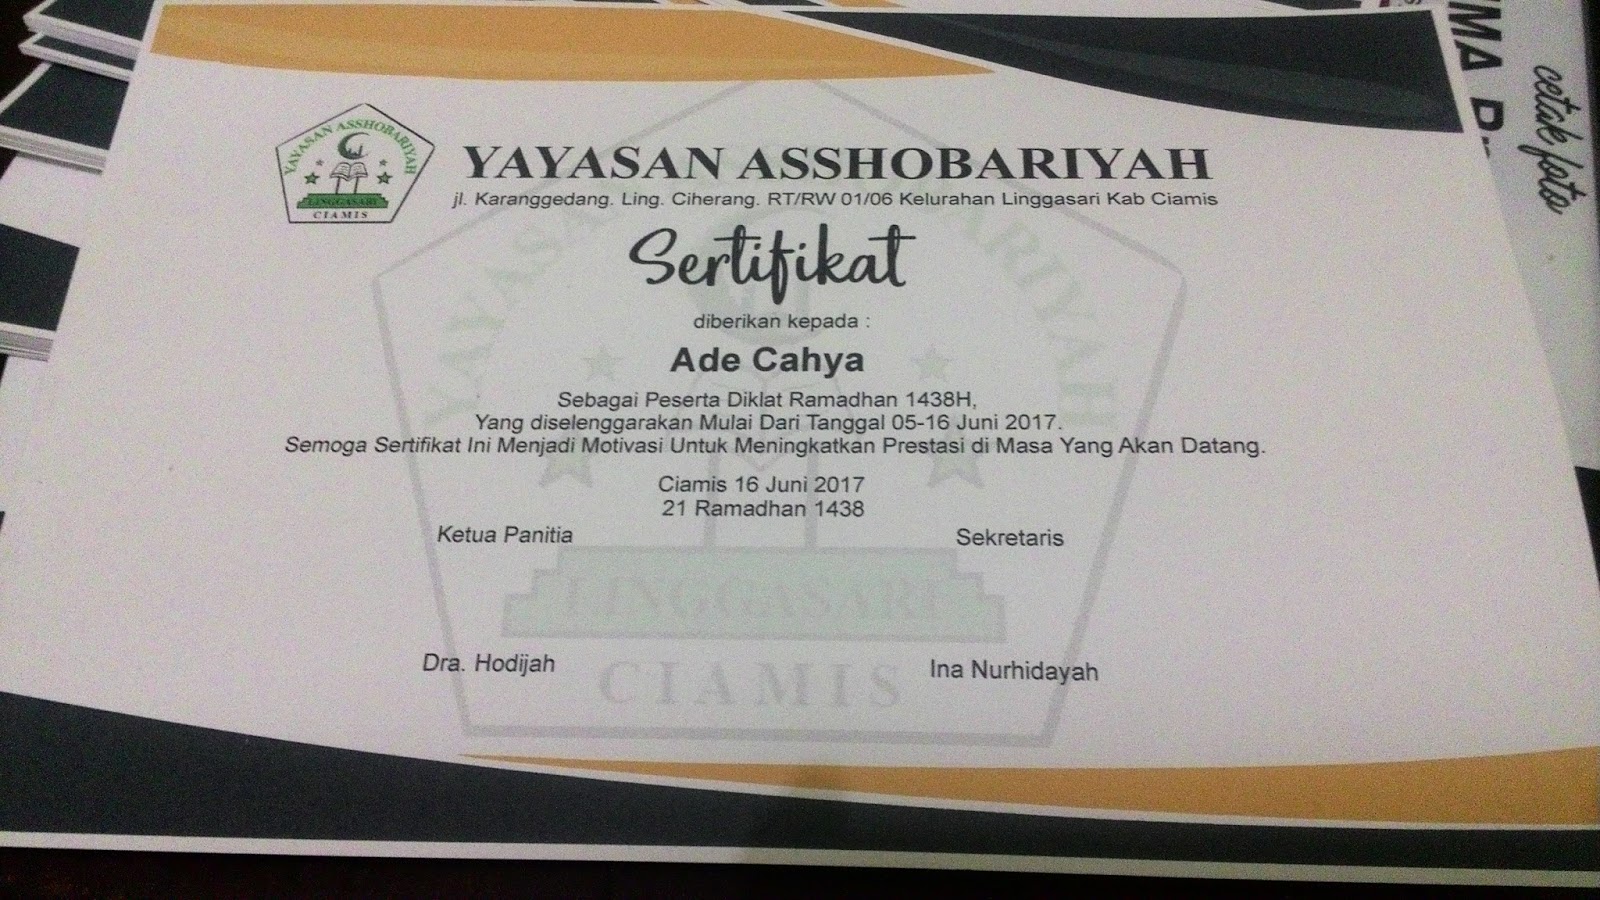 YAYASAN ASSHOBARIYAH
LINGGASARI
CIAMIS
YAYASAN ASSHOBARIYAH
jl. Karanggedang. Ling. Ciherang. RT/RW 01/06 Kelurahan Linggasari Kab Ciamis
Sertifikat
diberikan kepada :
Ade Cahya
Sebagai Peserta Diklat Ramadhan 1438H,
Yang diselenggarakan Mulai Dari Tanggal 05-16 Juni 2017.
Semoga Sertifikat Ini Menjadi Motivasi Untuk Meningkatkan Prestasi di Masa Yang Akan Datang.
Ciamis 16 Juni 2017
21 Ramadhan 1438
Ketua Panitia
Sekretaris
Dra. Hodijah
Ina Nurhidayah
YAYASAN ASSHOBARIYAH
LINGGASARI
CIAMIS
cetak foto